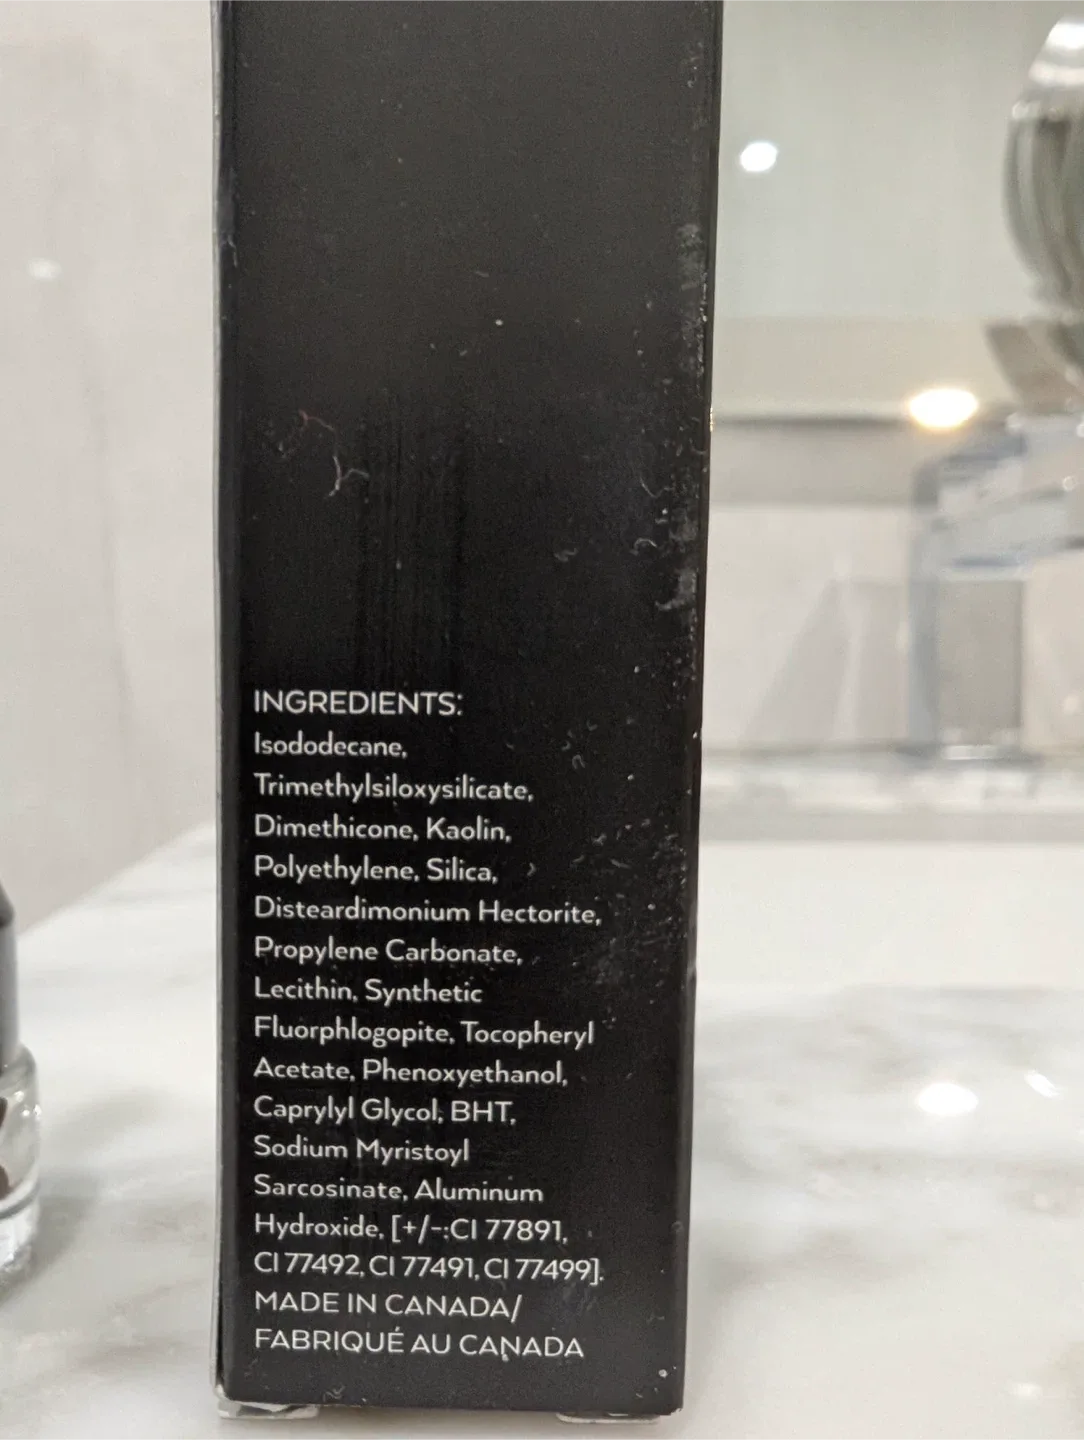 INGREDIENTS:
Isododecane,
Trimethylsiloxysilicate,
Dimethicone, Kaolin,
Polyethylene, Silica,
Disteardimonium Hectorite,
Propylene Carbonate,
Lecithin, Synthetic
Fluorphlogopite, Tocopheryl
Acetate, Phenoxyethanol,
Caprylyl Glycol, BHT,
Sodium Myristoyl
Sarcosinate, Aluminum
Hydroxide, [+/-:CI 77891,
CI 77492, CI 77491, CI 77499].
MADE IN CANADA/
FABRIQUÉ AU CANADA